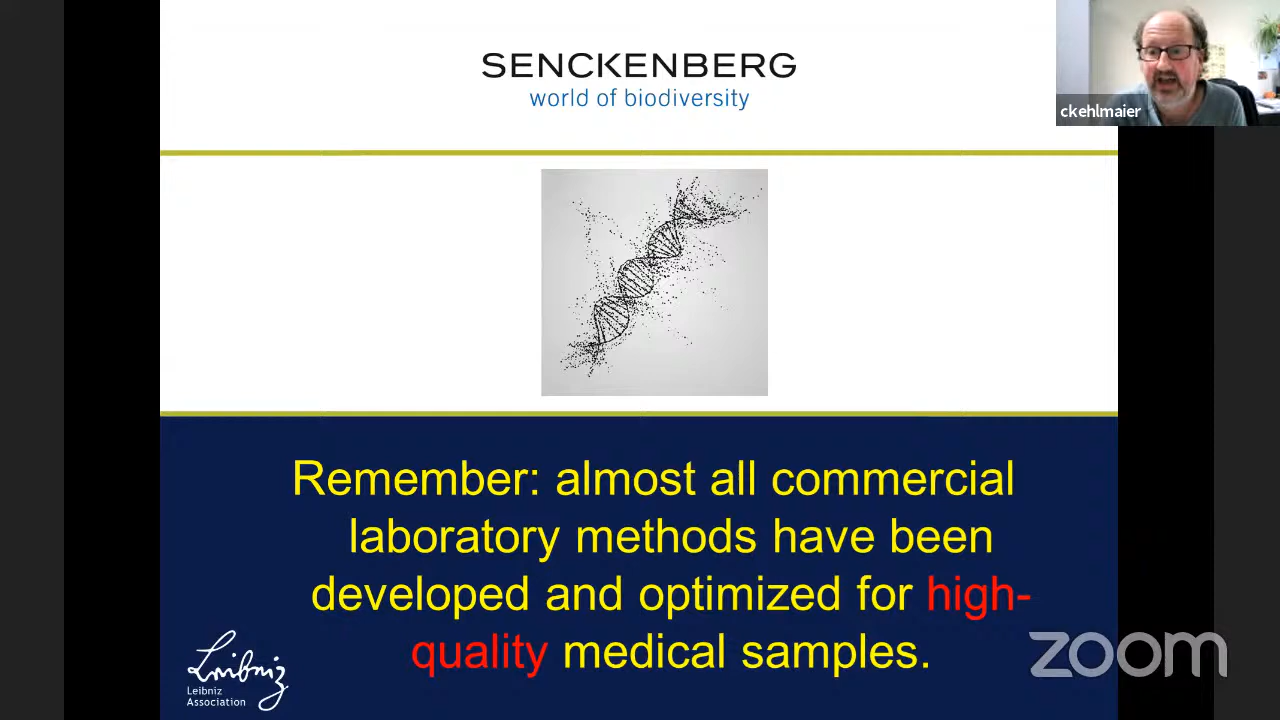 SENCKENBERG
world of biodiversity
ckehlmaier
Remember: almost all commercial
laboratory methods have been
developed and optimized for high-
quality medical samples.
Leibniz
Leibniz
Association
zoom